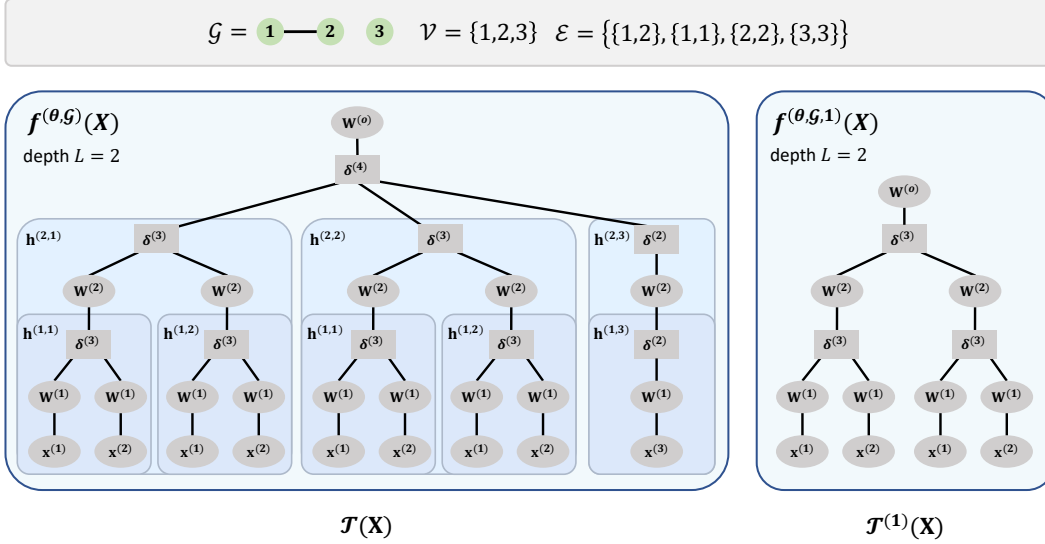 𝒢 = 1 2 3 𝒱 = {1,2,3} ℰ = {{1,2}, {1,1}, {2,2}, {3,3}}
f^(θ,𝒢)(X)
depth L = 2
W^(o)
δ^(4)
h^(2,1) δ^(3) h^(2,2) δ^(3) h^(2,3) δ^(2)
W^(2) W^(2) W^(2) W^(2) W^(2)
h^(1,1) δ^(3) h^(1,2) δ^(3) h^(1,1) δ^(3) h^(1,2) δ^(3) h^(1,3) δ^(2)
W^(1) W^(1) W^(1) W^(1) W^(1) W^(1) W^(1) W^(1) W^(1)
x^(1) x^(2) x^(1) x^(2) x^(1) x^(2) x^(1) x^(2) x^(3)
𝒯(X)
f^(θ,𝒢,1)(X)
depth L = 2
W^(o)
δ^(3)
W^(2) W^(2)
δ^(3) δ^(3)
W^(1) W^(1) W^(1) W^(1)
x^(1) x^(2) x^(1) x^(2)
𝒯^(1)(X)